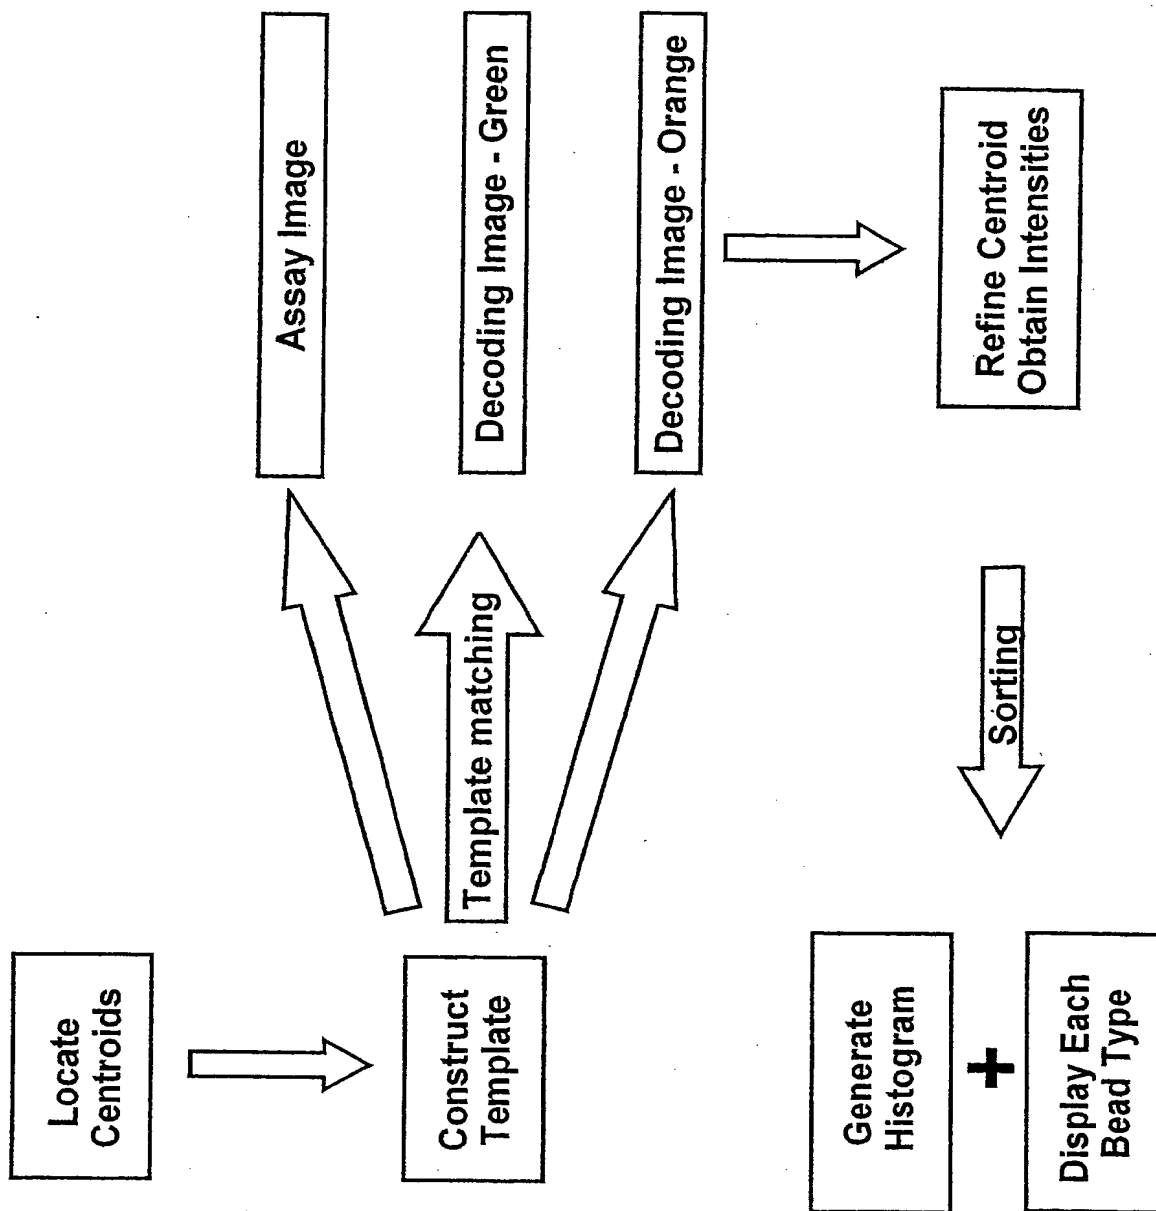 Locate
Centroids
Construct
Template
Template matching
Assay Image
Decoding Image - Green
Decoding Image - Orange
Refine Centroid
Obtain Intensities
Sorting
Generate
Histogram
+
Display Each
Bead Type